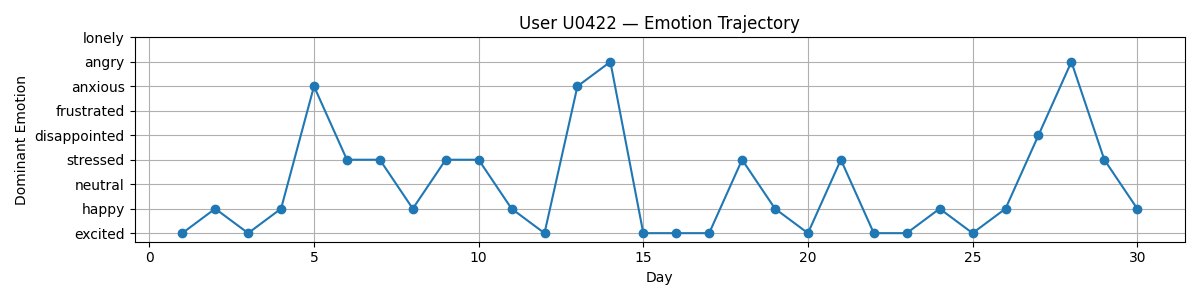 User U0422 — Emotion Trajectory
Dominant Emotion
lonely
angry
anxious
frustrated
disappointed
stressed
neutral
happy
excited
0 5 10 15 20 25 30
Day